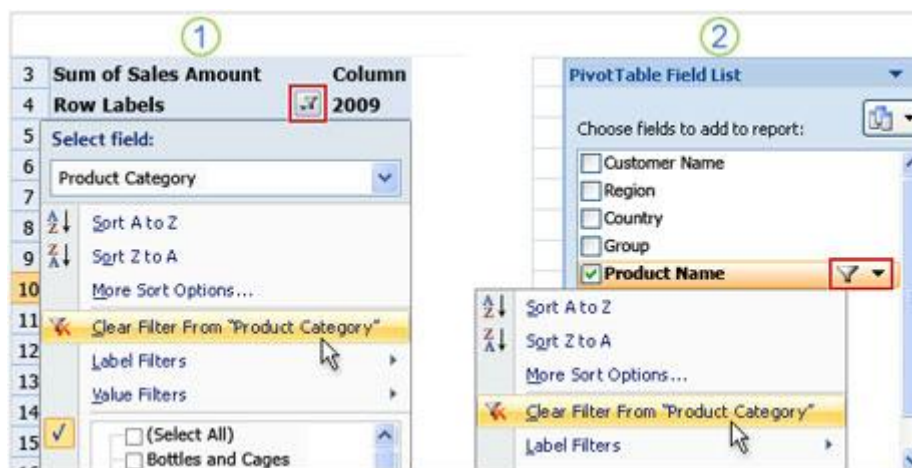 1
3 Sum of Sales Amount Column
4 Row Labels 2009
5 Select field:
6
Product Category
7
8 Sort A to Z
9 Sort Z to A
10 More Sort Options...
11 Clear Filter From "Product Category"
12 Label Filters
13 Value Filters
14
15 (Select All)
Bottles and Cages
2
PivotTable Field List
Choose fields to add to report:
Customer Name
Region
Country
Group
Product Name
Sort A to Z
Sort Z to A
More Sort Options...
Clear Filter From "Product Category"
Label Filters